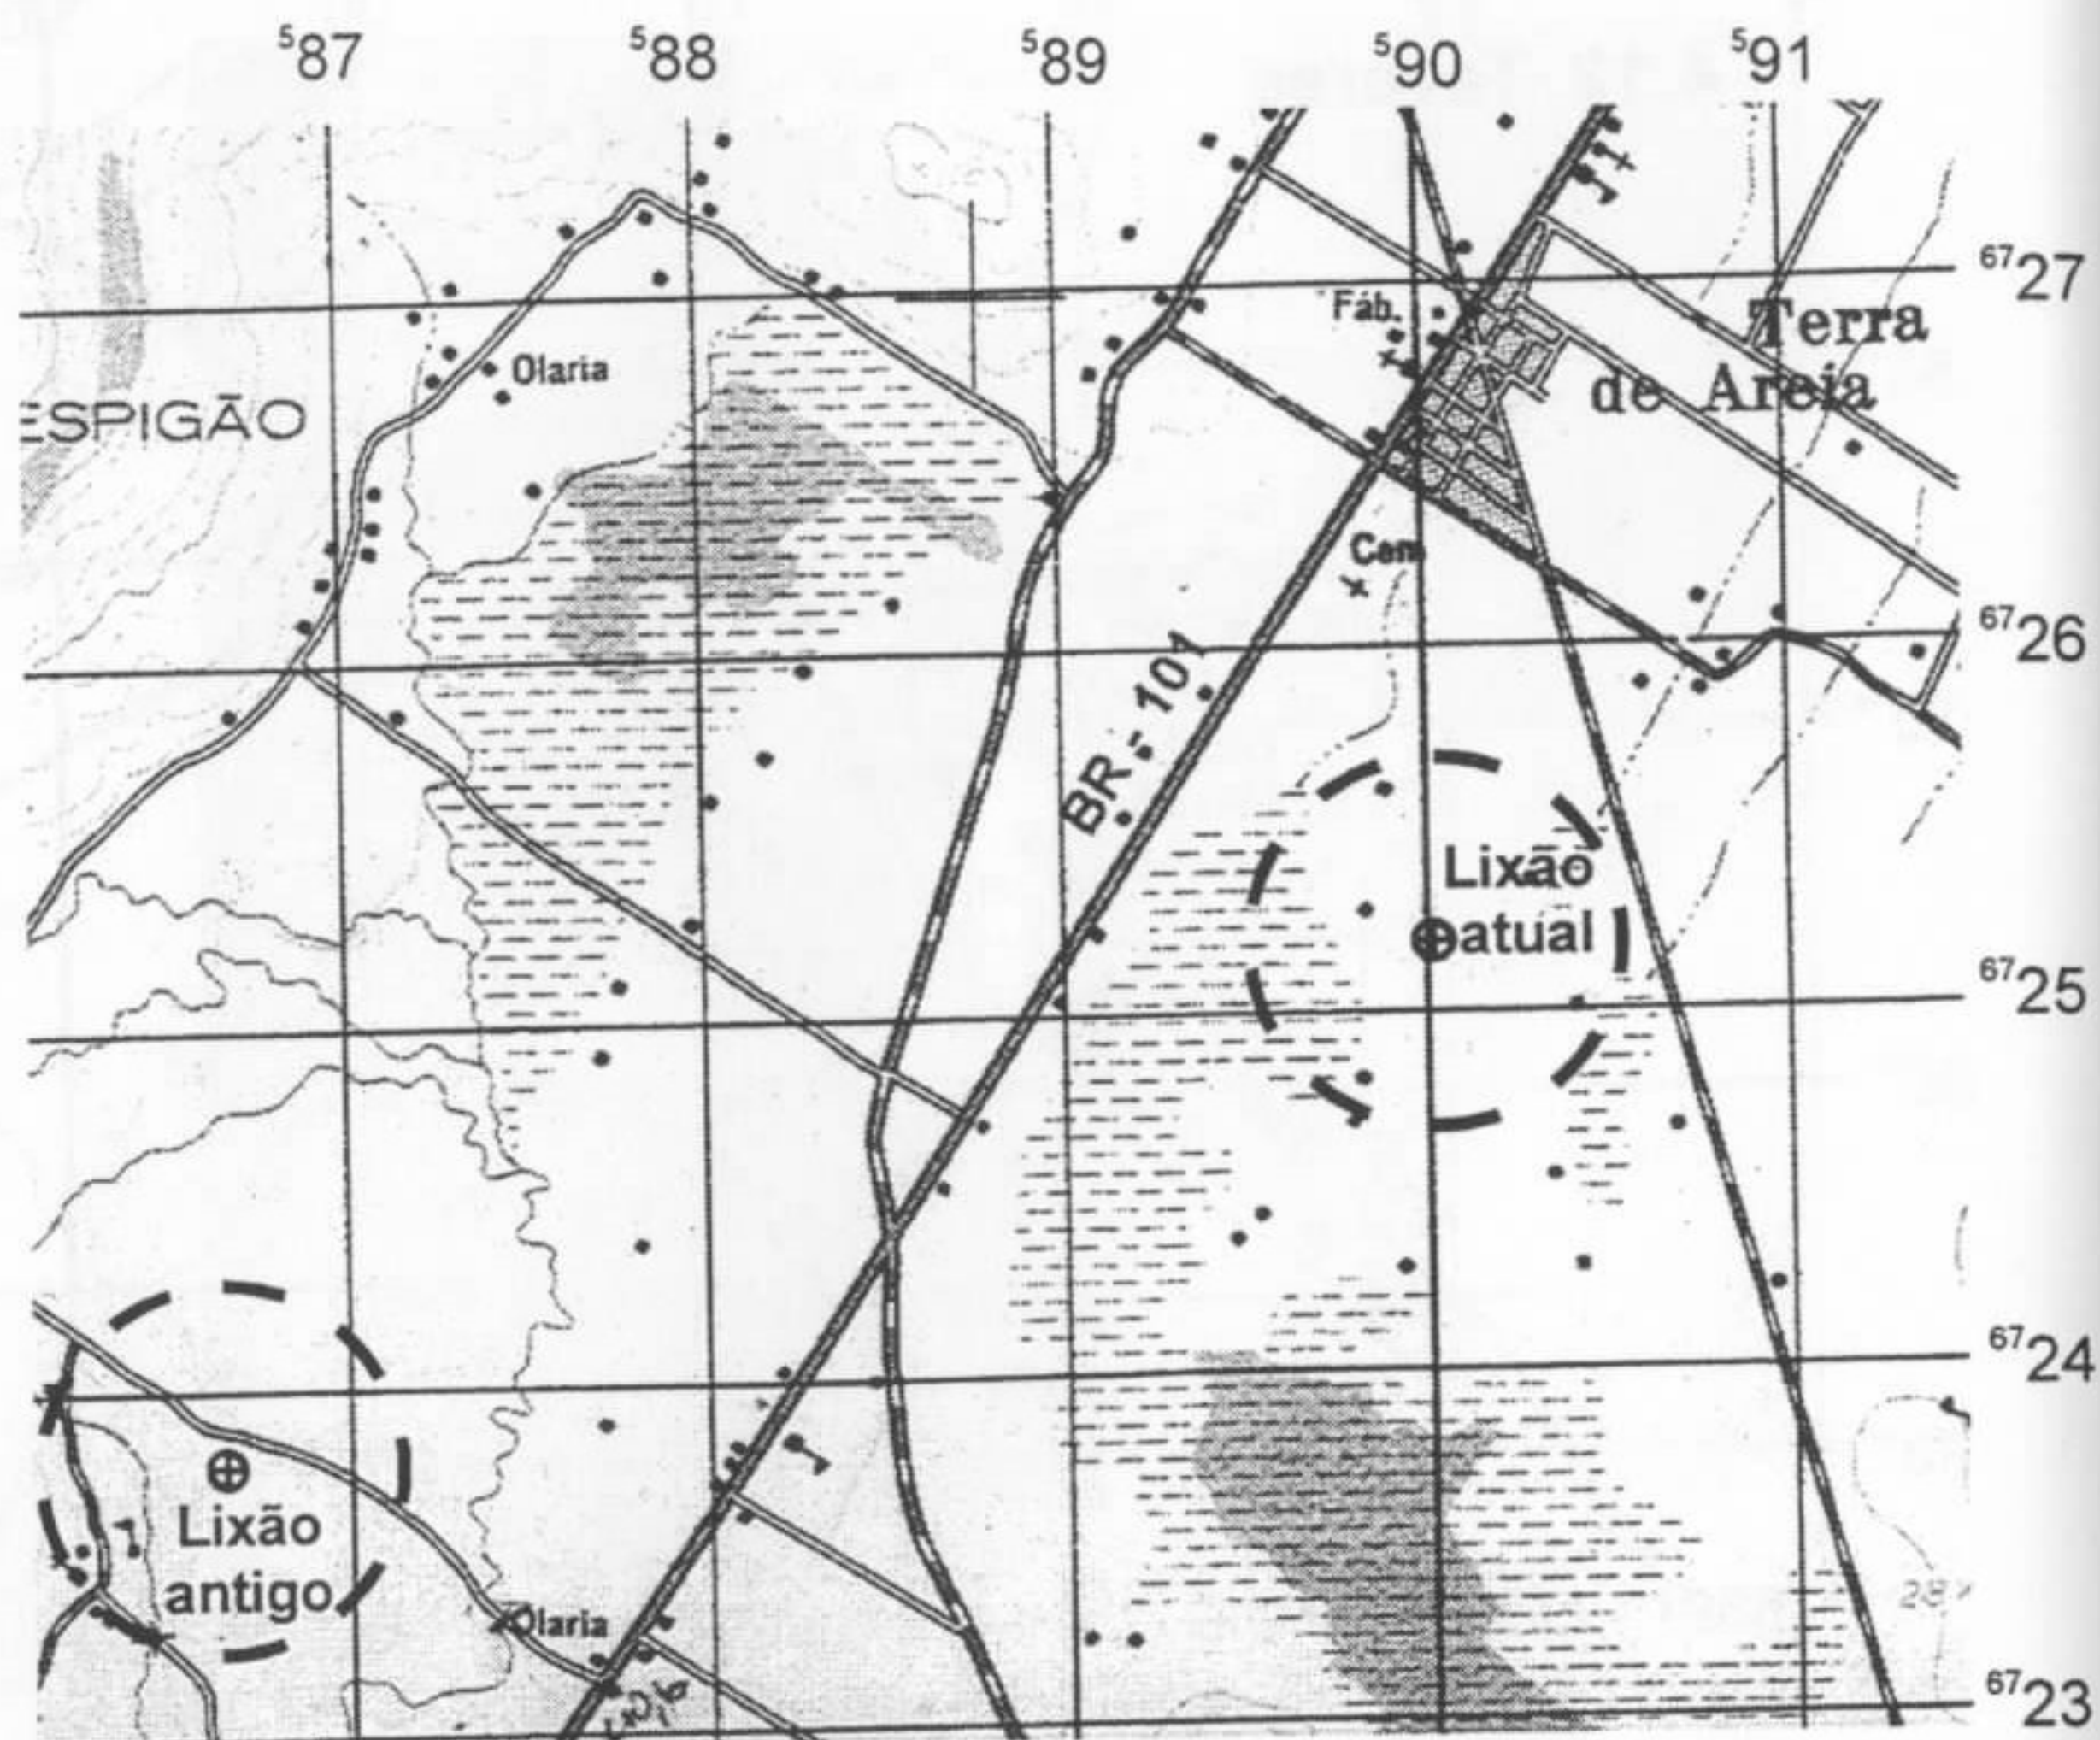 587 588 589 590 591
6727
Fáb.
Terra
de Areia
Olaria
ESPIGÃO
Cem
6726
BR - 101
Lixão
atual
6725
6724
Lixão
antigo
Olaria
28
6723